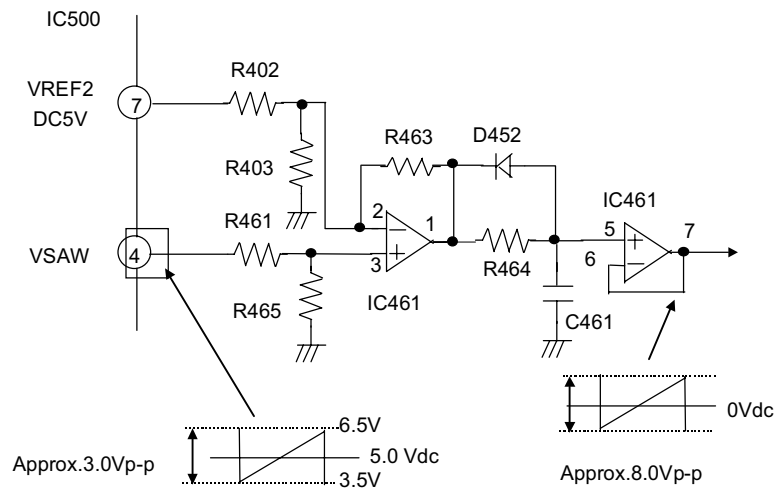 IC500
VREF2
DC5V
7
R402
R403
R463
D452
IC461
2
1
3
5
6
7
VSAW
4
R461
R465
IC461
R464
C461
6.5V
5.0 Vdc
3.5V
Approx.3.0Vp-p
0Vdc
Approx.8.0Vp-p